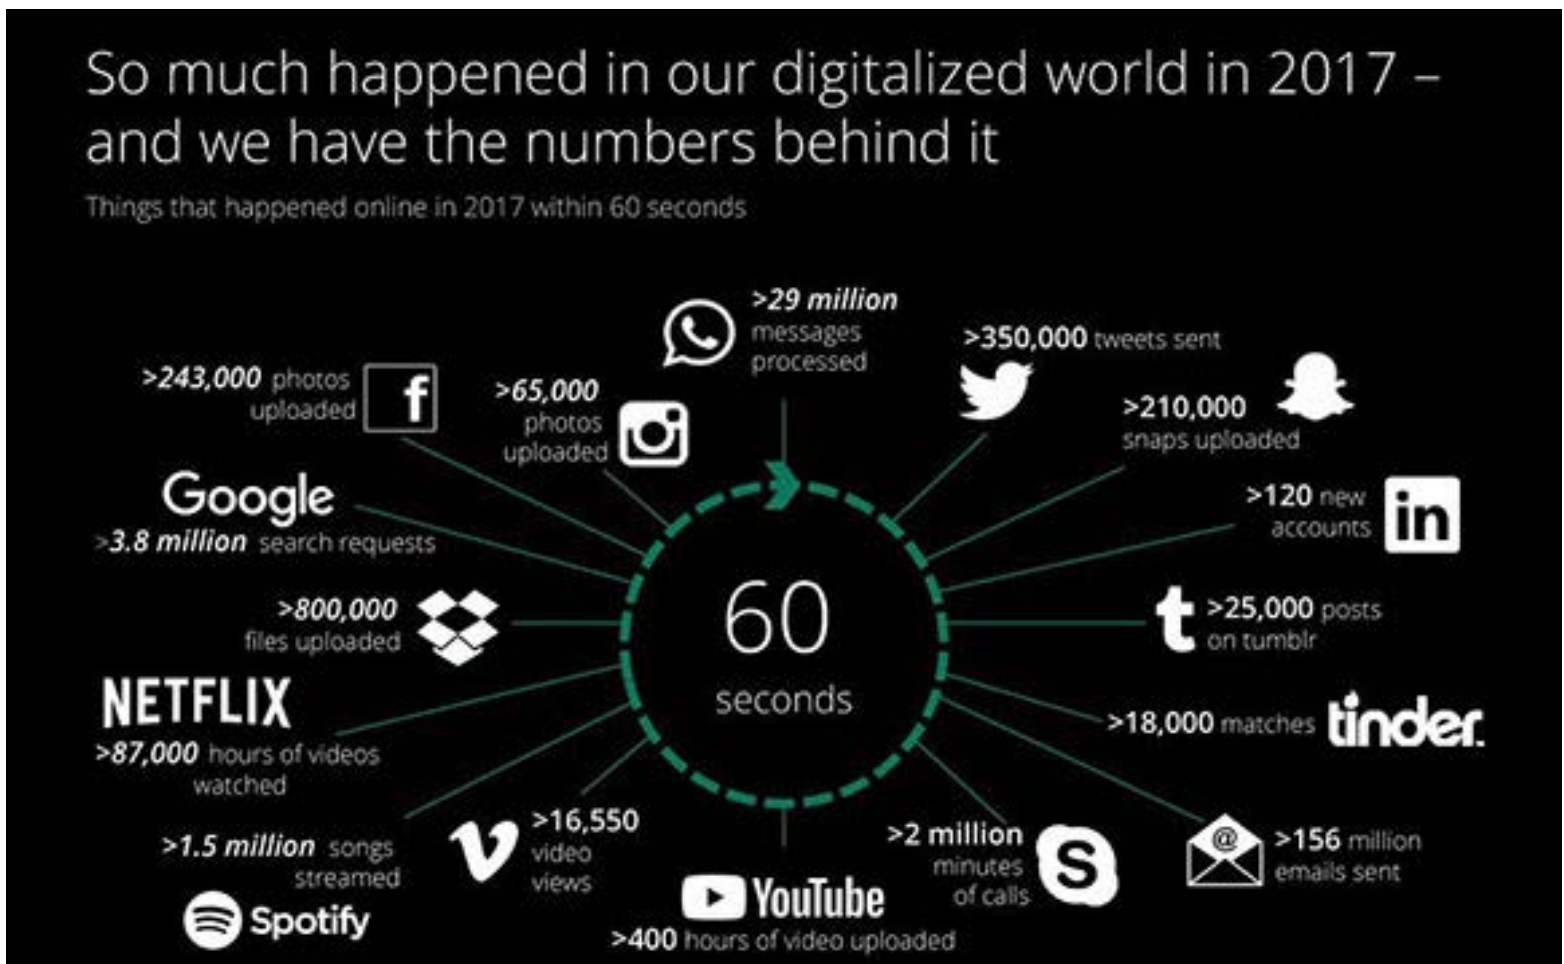 So much happened in our digitalized world in 2017 –
and we have the numbers behind it
Things that happened online in 2017 within 60 seconds
>29 million
messages
processed
>350,000 tweets sent
>210,000
snaps uploaded
>120 new
accounts
in
t
>25,000 posts
on tumblr
>18,000 matches tinder.
@
>156 million
emails sent
>2 million
minutes
of calls
S
YouTube
>400 hours of video uploaded
>16,550
video
views
>1.5 million songs
streamed
Spotify
NETFLIX
>87,000 hours of videos
watched
>800,000
files uploaded
Google
>3.8 million search requests
>243,000 photos
uploaded
f
>65,000
photos
uploaded
60
seconds